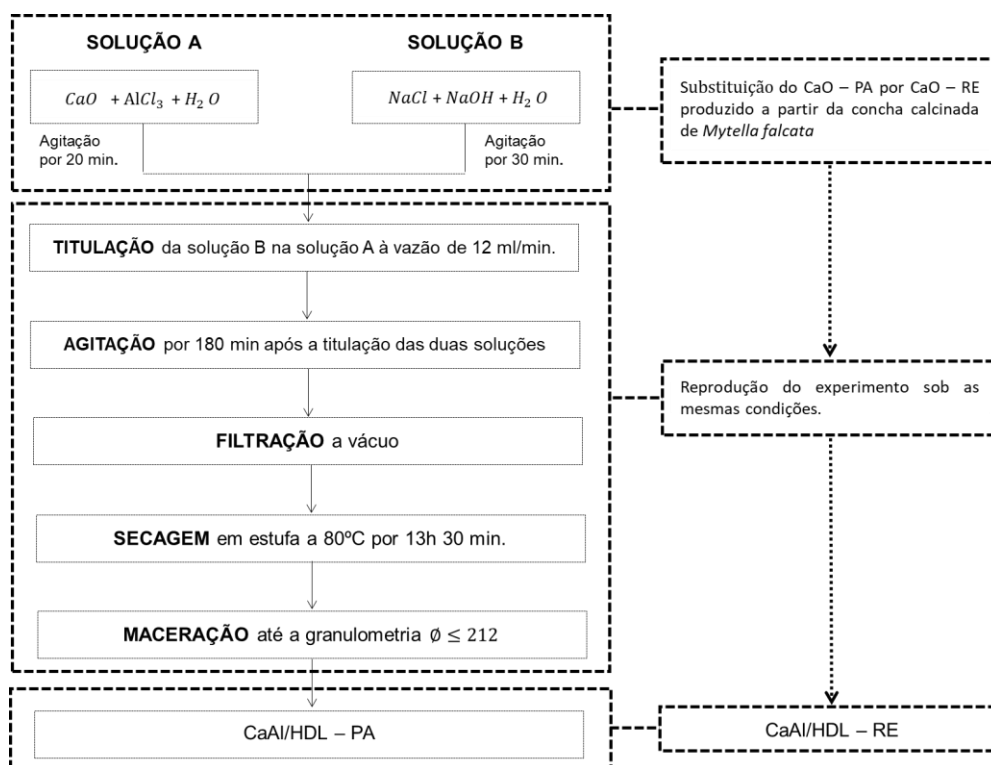 SOLUÇÃO A
SOLUÇÃO B
CaO + AlCl₃ + H₂O
NaCl + NaOH + H₂O
Agitação
por 20 min.
Agitação
por 30 min.
Substituição do CaO – PA por CaO – RE
produzido a partir da concha calcinada
de Mytella falcata
TITULAÇÃO da solução B na solução A à vazão de 12 ml/min.
AGITAÇÃO por 180 min após a titulação das duas soluções
Reprodução do experimento sob as
mesmas condições.
FILTRAÇÃO a vácuo
SECAGEM em estufa a 80ºC por 13h 30 min.
MACERAÇÃO até a granulometria ∅ ≤ 212
CaAl/HDL – PA
CaAl/HDL – RE